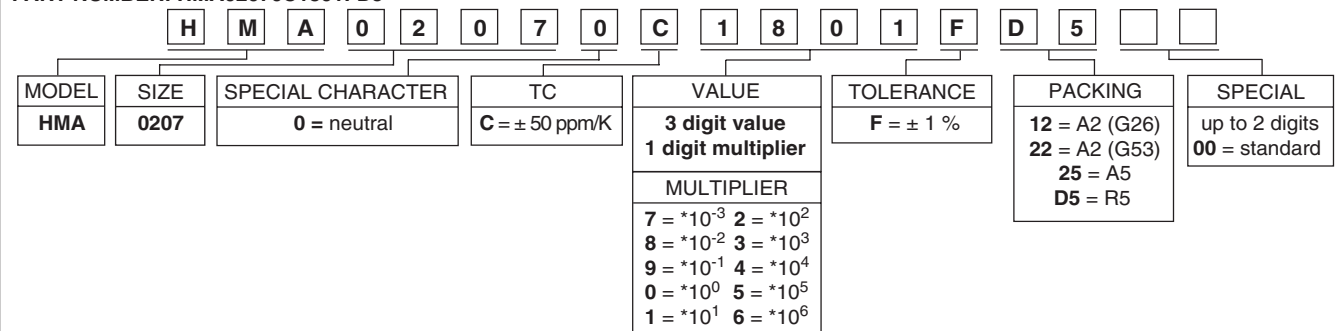 PART NUMBER: HMA02070C1801FD5
H M A 0 2 0 7 0 C 1 8 0 1 F D 5
MODEL SIZE SPECIAL CHARACTER TC VALUE TOLERANCE PACKING SPECIAL
HMA 0207 0 = neutral C = ± 50 ppm/K 3 digit value F = ± 1 % 12 = A2 (G26) up to 2 digits
1 digit multiplier 22 = A2 (G53) 00 = standard
25 = A5
MULTIPLIER D5 = R5
7 = *10-3 2 = *102
8 = *10-2 3 = *103
9 = *10-1 4 = *104
0 = *100 5 = *105
1 = *101 6 = *106